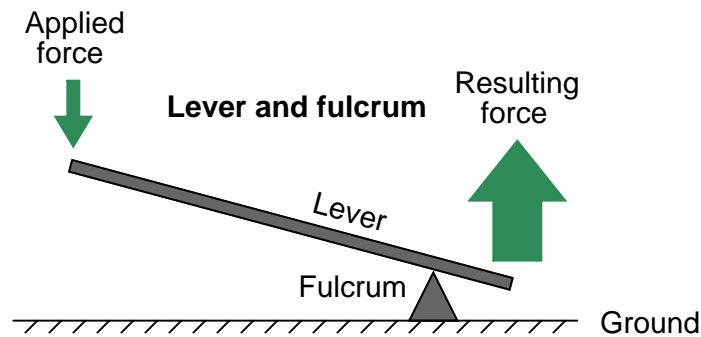 Applied
force
Lever and fulcrum
Resulting
force
Lever
Fulcrum
Ground